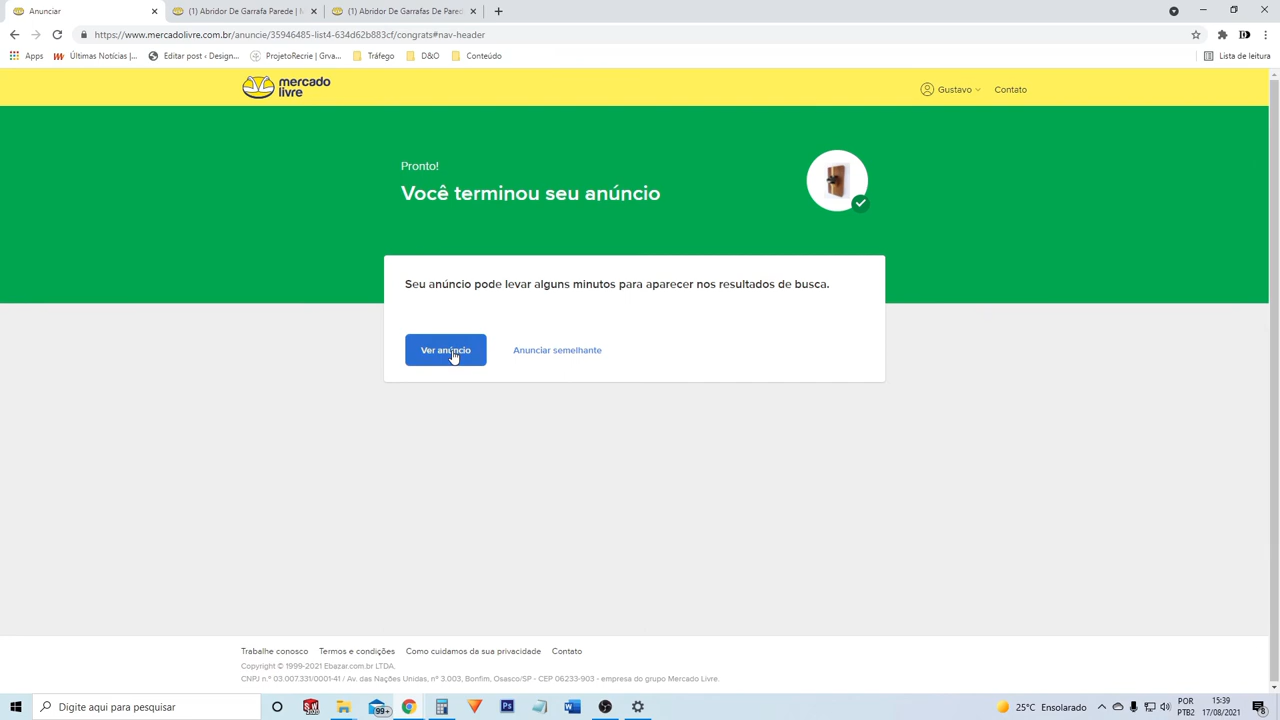 Anunciar
(1) Abridor De Garrafa Parede | M
(1) Abridor De Garrafas De Pared
https://www.mercadolivre.com.br/anuncie/35946485-list4-634d62b883cf/congrats#nav-header
Apps
Últimas Notícias |...
Editar post ‹ Design...
ProjetoRecrie | Grva...
Tráfego
D&O
Conteúdo
Lista de leitura
mercado
livre
Gustavo
Contato
Pronto!
Você terminou seu anúncio
Seu anúncio pode levar alguns minutos para aparecer nos resultados de busca.
Ver anúncio
Anunciar semelhante
Trabalhe conosco
Termos e condições
Como cuidamos da sua privacidade
Contato
Copyright © 1999-2021 Ebazar.com.br LTDA.
CNPJ n.º 03.007.331/0001-41 / Av. das Nações Unidas, nº 3.003, Bonfim, Osasco/SP - CEP 06233-903 - empresa do grupo Mercado Livre.
Digite aqui para pesquisar
99+
Ps
25°C Ensolarado
POR
PTB2
15:39
17/08/2021